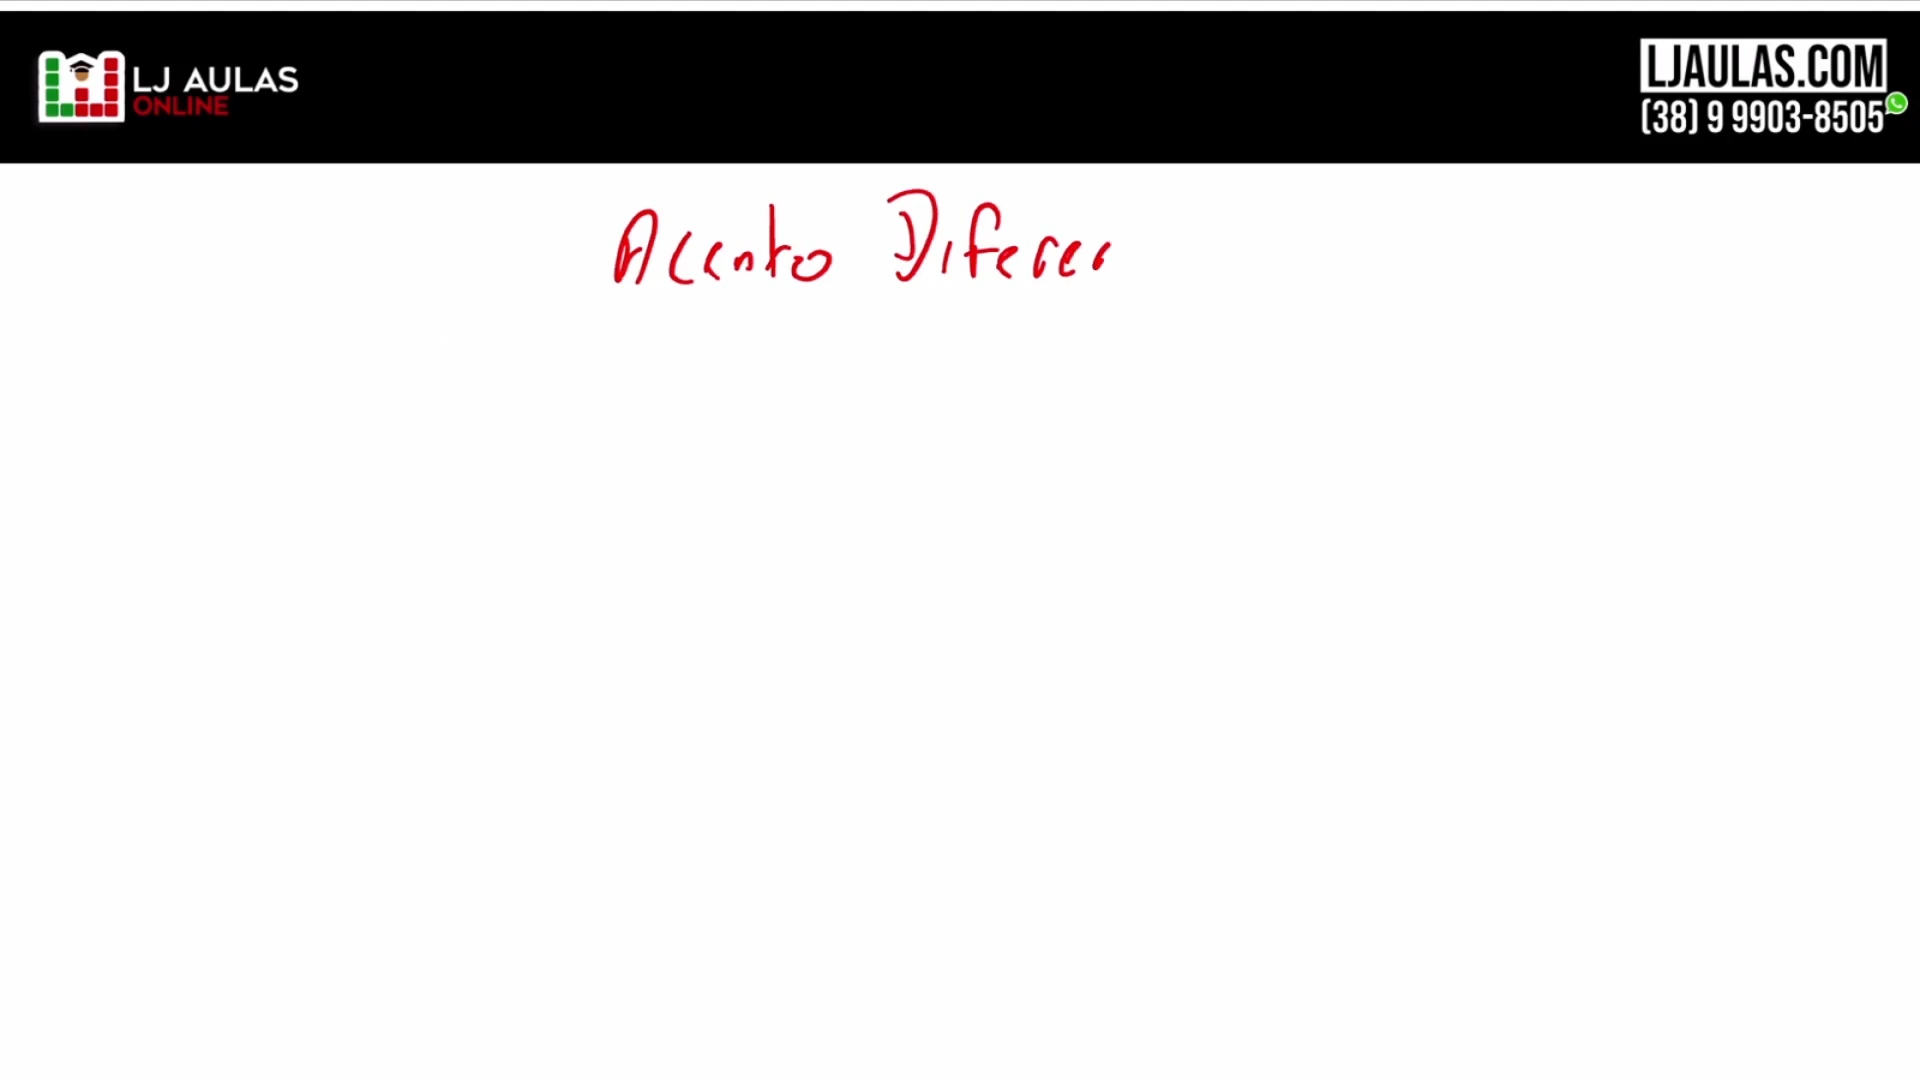 LJ AULAS
ONLINE
LJAULAS.COM
(38) 9 9903-8505
Acento Diferen